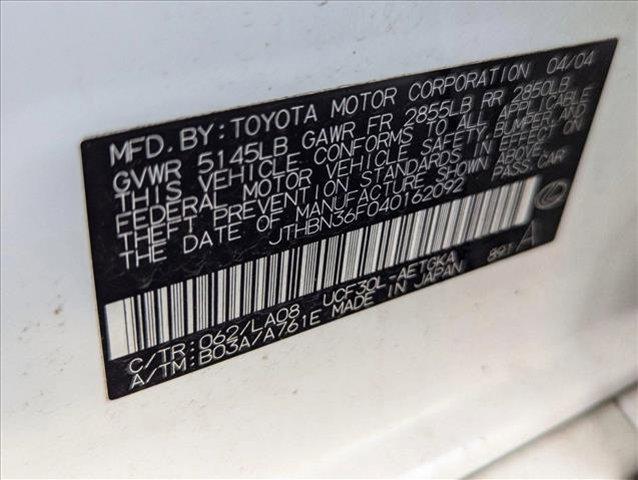 MFD. BY: TOYOTA MOTOR CORPORATION 04/04
GVWR 5145LB GAWR FR 2855LB RR 2850LB
THIS VEHICLE CONFORMS TO ALL APPLICABLE
FEDERAL MOTOR VEHICLE SAFETY, BUMPER, AND
THEFT PREVENTION STANDARDS IN EFFECT ON
THE DATE OF MANUFACTURE SHOWN ABOVE.
JTHBN36F040162092 PASS. CAR
C/TR: 062/LA08 UCF30L-AETGKA 891 A
A/TM: B03A/A761E MADE IN JAPAN